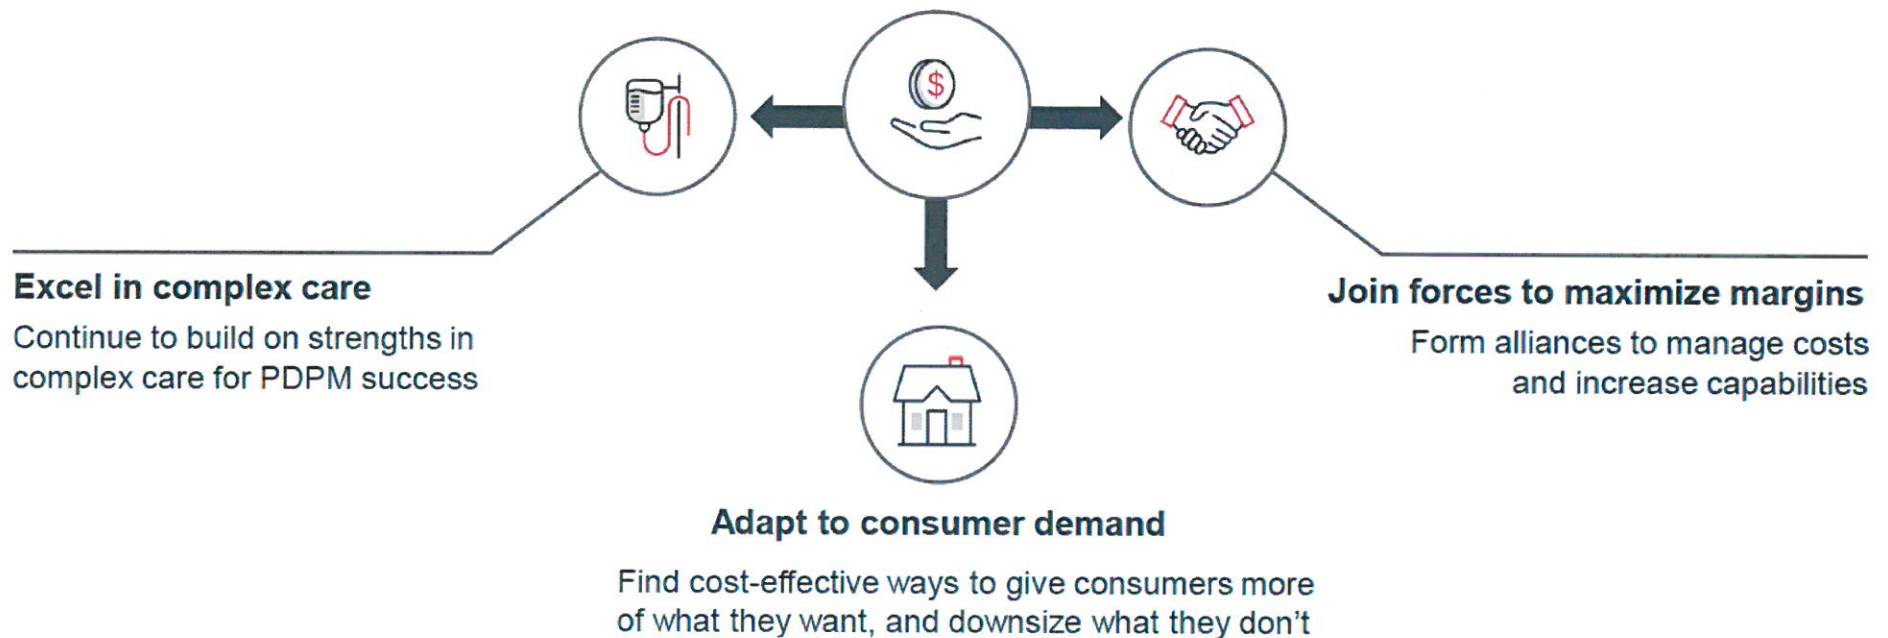 $
Excel in complex care
Continue to build on strengths in
complex care for PDPM success
Join forces to maximize margins
Form alliances to manage costs
and increase capabilities
Adapt to consumer demand
Find cost-effective ways to give consumers more
of what they want, and downsize what they don't